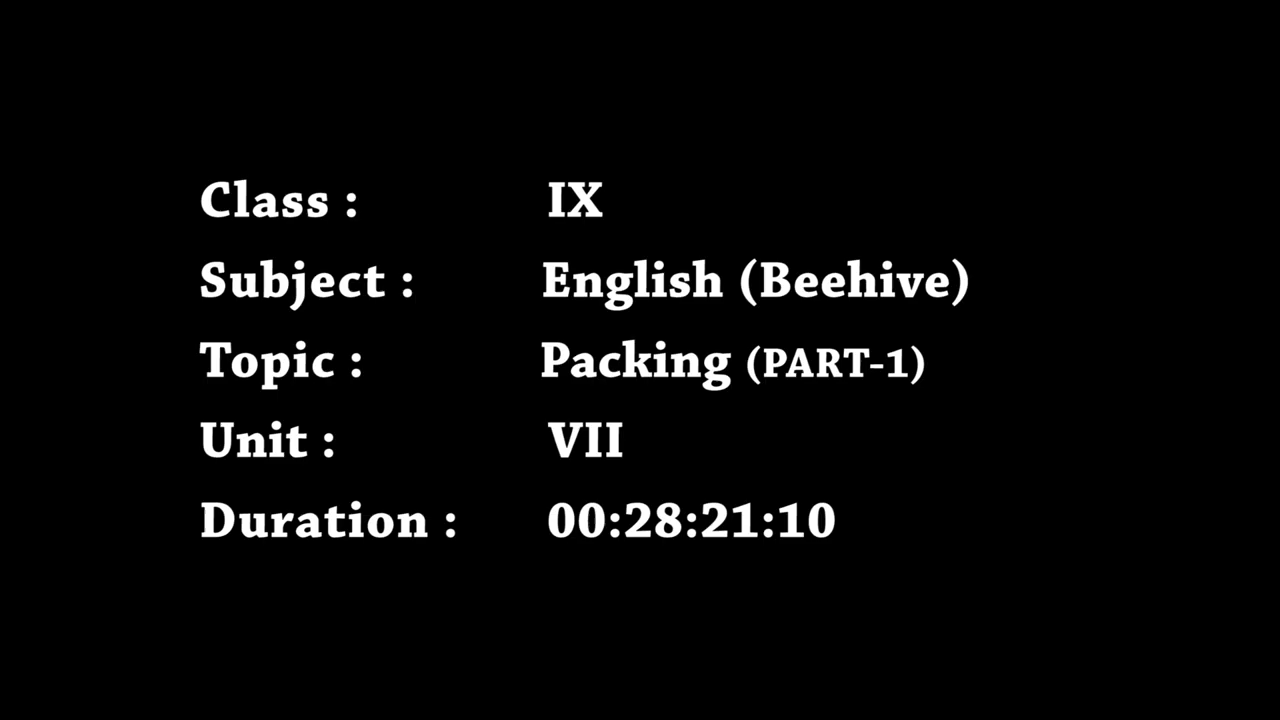 Class : IX
Subject : English (Beehive)
Topic : Packing (PART-1)
Unit : VII
Duration : 00:28:21:10